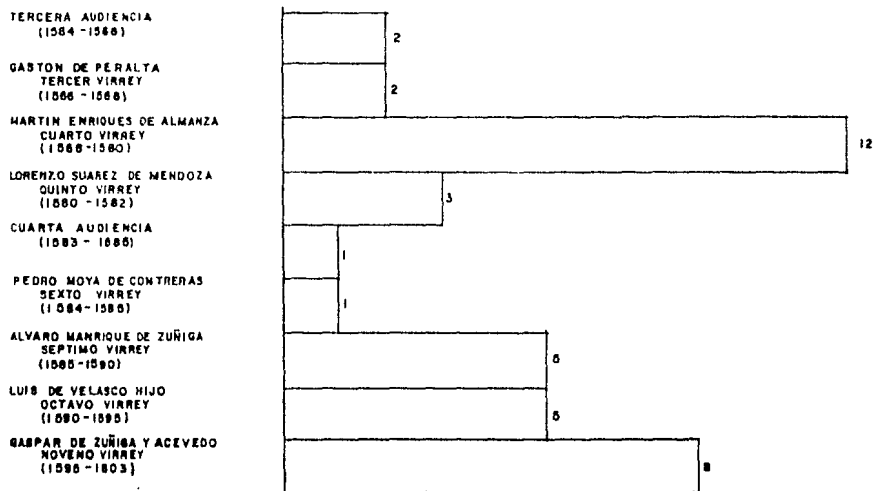 TERCERA AUDIENCIA
(1564-1566)
2
GASTON DE PERALTA
TERCER VIRREY
(1566-1568)
2
MARTIN ENRIQUES DE ALMANZA
CUARTO VIRREY
(1568-1580)
12
LORENZO SUAREZ DE MENDOZA
QUINTO VIRREY
(1580-1582)
3
CUARTA AUDIENCIA
(1583-1585)
1
PEDRO MOYA DE CONTRERAS
SEXTO VIRREY
(1584-1585)
1
ALVARO MANRIQUE DE ZUÑIGA
SEPTIMO VIRREY
(1585-1590)
5
LUIS DE VELASCO HIJO
OCTAVO VIRREY
(1590-1595)
5
GASPAR DE ZUÑIGA Y ACEVEDO
NOVENO VIRREY
(1595-1603)
8